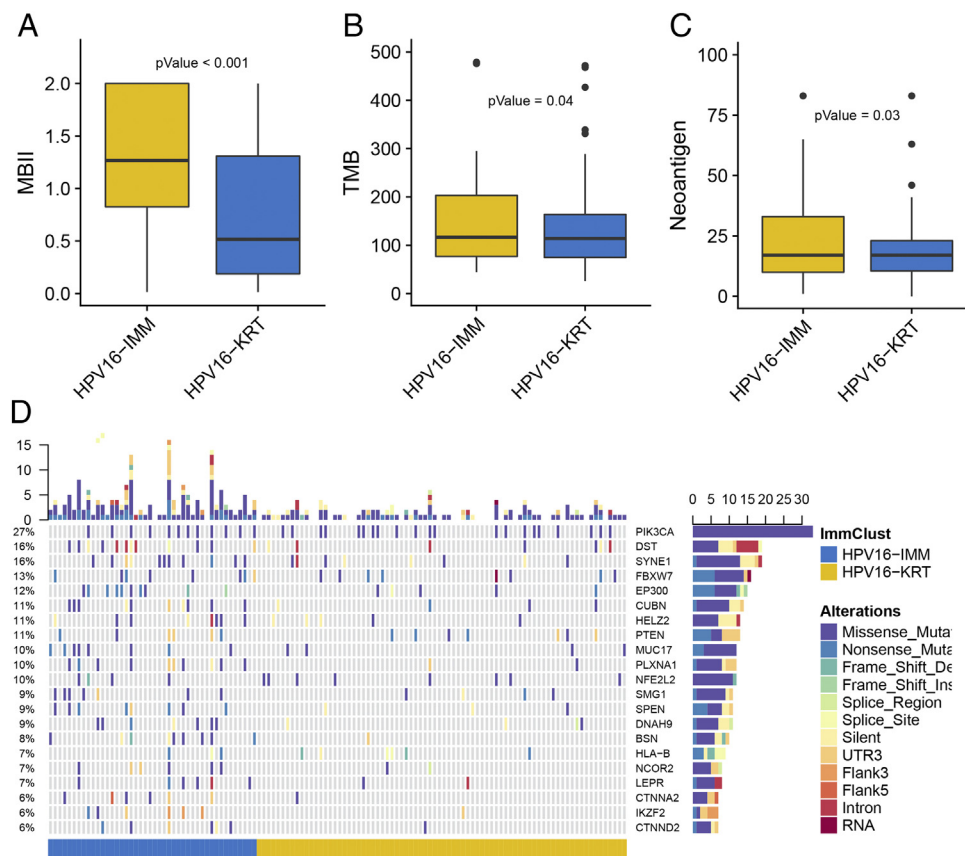 A
B
C
pValue < 0.001
pValue = 0.04
pValue = 0.03
MBII
TMB
Neoantigen
2.0
1.5
1.0
0.5
0.0
500
400
300
200
100
0
100
75
50
25
0
HPV16−IMM
HPV16−KRT
HPV16−IMM
HPV16−KRT
HPV16−IMM
HPV16−KRT
D
15
10
5
0
0 5 10 15 20 25 30
27% PIK3CA
16% DST
16% SYNE1
13% FBXW7
12% EP300
11% CUBN
11% HELZ2
11% PTEN
10% MUC17
10% PLXNA1
10% NFE2L2
9% SMG1
9% SPEN
9% DNAH9
8% BSN
7% HLA−B
7% NCOR2
7% LEPR
6% CTNNA2
6% IKZF2
6% CTNND2
ImmClust
HPV16−IMM
HPV16−KRT
Alterations
Missense_Muta
Nonsense_Muta
Frame_Shift_De
Frame_Shift_Ins
Splice_Region
Splice_Site
Silent
UTR3
Flank3
Flank5
Intron
RNA